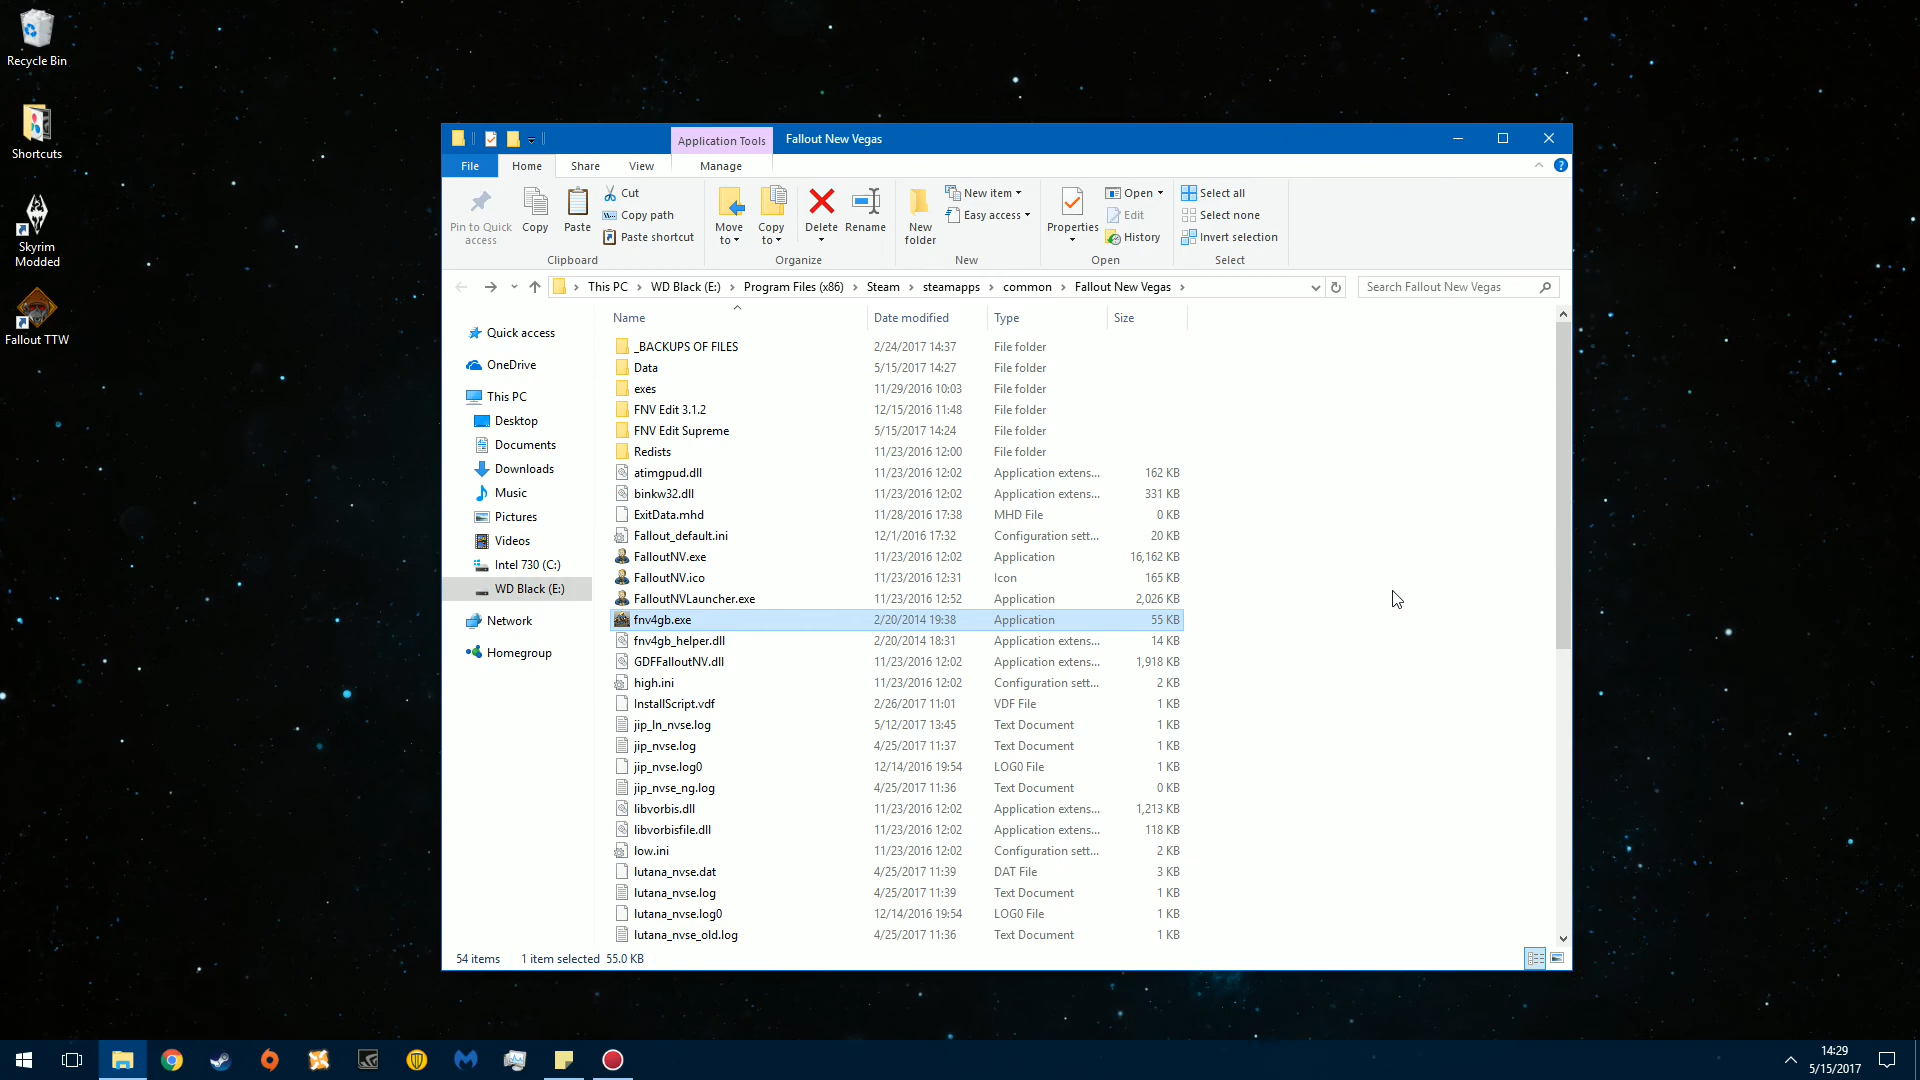 Recycle Bin
Shortcuts
Skyrim
Modded
Fallout TTW
Application Tools
Fallout New Vegas
File
Home
Share
View
Manage
Pin to Quick
access
Copy
Paste
Cut
Copy path
Paste shortcut
Clipboard
Move
to
Copy
to
Delete
Rename
Organize
New
folder
New item
Easy access
New
Properties
Open
Edit
History
Open
Select all
Select none
Invert selection
Select
This PC
WD Black (E:)
Program Files (x86)
Steam
steamapps
common
Fallout New Vegas
Search Fallout New Vegas
Quick access
OneDrive
This PC
Desktop
Documents
Downloads
Music
Pictures
Videos
Intel 730 (C:)
WD Black (E:)
Network
Homegroup
Name Date modified Type Size
_BACKUPS OF FILES 2/24/2017 14:37 File folder
Data 5/15/2017 14:27 File folder
exes 11/29/2016 10:03 File folder
FNV Edit 3.1.2 12/15/2016 11:48 File folder
FNV Edit Supreme 5/15/2017 14:24 File folder
Redists 11/23/2016 12:00 File folder
atimgpud.dll 11/23/2016 12:02 Application extens... 162 KB
binkw32.dll 11/23/2016 12:02 Application extens... 331 KB
ExitData.mhd 11/28/2016 17:38 MHD File 0 KB
Fallout_default.ini 12/1/2016 17:32 Configuration sett... 20 KB
FalloutNV.exe 11/23/2016 12:02 Application 16,162 KB
FalloutNV.ico 11/23/2016 12:31 Icon 165 KB
FalloutNVLauncher.exe 11/23/2016 12:52 Application 2,026 KB
fnv4gb.exe 2/20/2014 19:38 Application 55 KB
fnv4gb_helper.dll 2/20/2014 18:31 Application extens... 14 KB
GDFFalloutNV.dll 11/23/2016 12:02 Application extens... 1,918 KB
high.ini 11/23/2016 12:02 Configuration sett... 2 KB
InstallScript.vdf 2/26/2017 11:01 VDF File 1 KB
jip_ln_nvse.log 5/12/2017 13:45 Text Document 1 KB
jip_nvse.log 4/25/2017 11:37 Text Document 1 KB
jip_nvse.log0 12/14/2016 19:54 LOG0 File 1 KB
jip_nvse_ng.log 4/25/2017 11:36 Text Document 0 KB
libvorbis.dll 11/23/2016 12:02 Application extens... 1,213 KB
libvorbisfile.dll 11/23/2016 12:02 Application extens... 118 KB
low.ini 11/23/2016 12:02 Configuration sett... 2 KB
lutana_nvse.dat 4/25/2017 11:39 DAT File 3 KB
lutana_nvse.log 4/25/2017 11:39 Text Document 1 KB
lutana_nvse.log0 12/14/2016 19:54 LOG0 File 1 KB
lutana_nvse_old.log 4/25/2017 11:36 Text Document 1 KB
54 items 1 item selected 55.0 KB
14:29
5/15/2017